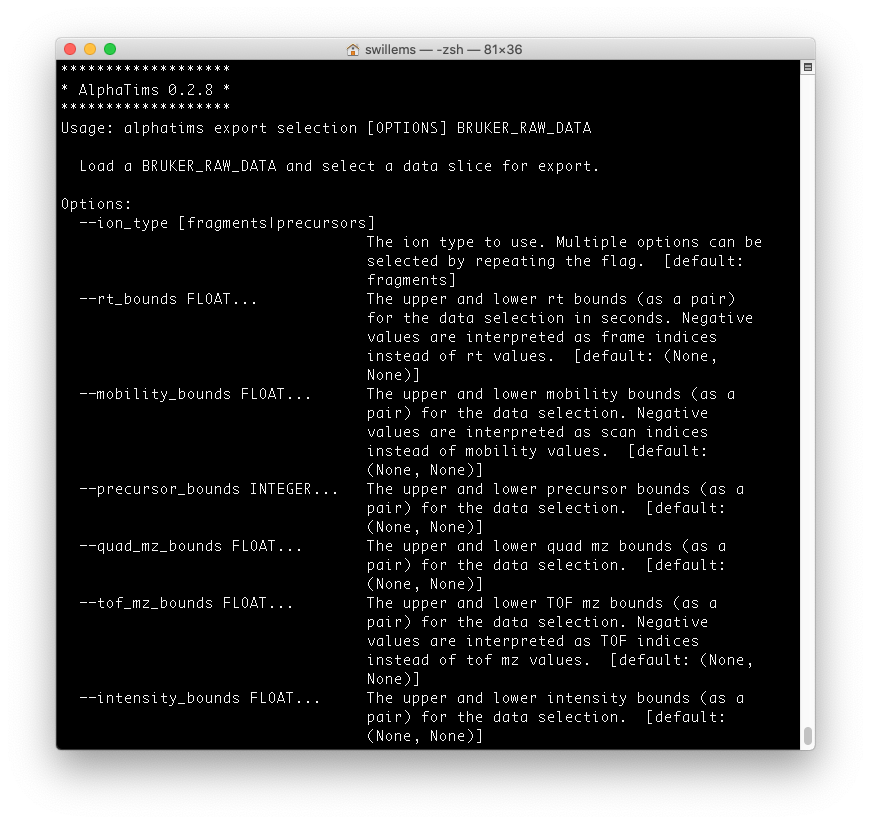 swillems — -zsh — 81×36
*******************
* AlphaTims 0.2.8 *
*******************
Usage: alphatims export selection [OPTIONS] BRUKER_RAW_DATA
Load a BRUKER_RAW_DATA and select a data slice for export.
Options:
--ion_type [fragments|precursors]
The ion type to use. Multiple options can be
selected by repeating the flag.  [default:
fragments]
--rt_bounds FLOAT...            The upper and lower rt bounds (as a pair)
for the data selection in seconds. Negative
values are interpreted as frame indices
instead of rt values.  [default: (None,
None)]
--mobility_bounds FLOAT...      The upper and lower mobility bounds (as a
pair) for the data selection. Negative
values are interpreted as scan indices
instead of mobility values.  [default:
(None, None)]
--precursor_bounds INTEGER...   The upper and lower precursor bounds (as a
pair) for the data selection.  [default:
(None, None)]
--quad_mz_bounds FLOAT...       The upper and lower quad mz bounds (as a
pair) for the data selection.  [default:
(None, None)]
--tof_mz_bounds FLOAT...        The upper and lower TOF mz bounds (as a
pair) for the data selection. Negative
values are interpreted as TOF indices
instead of tof mz values.  [default: (None,
None)]
--intensity_bounds FLOAT...     The upper and lower intensity bounds (as a
pair) for the data selection.  [default:
(None, None)]